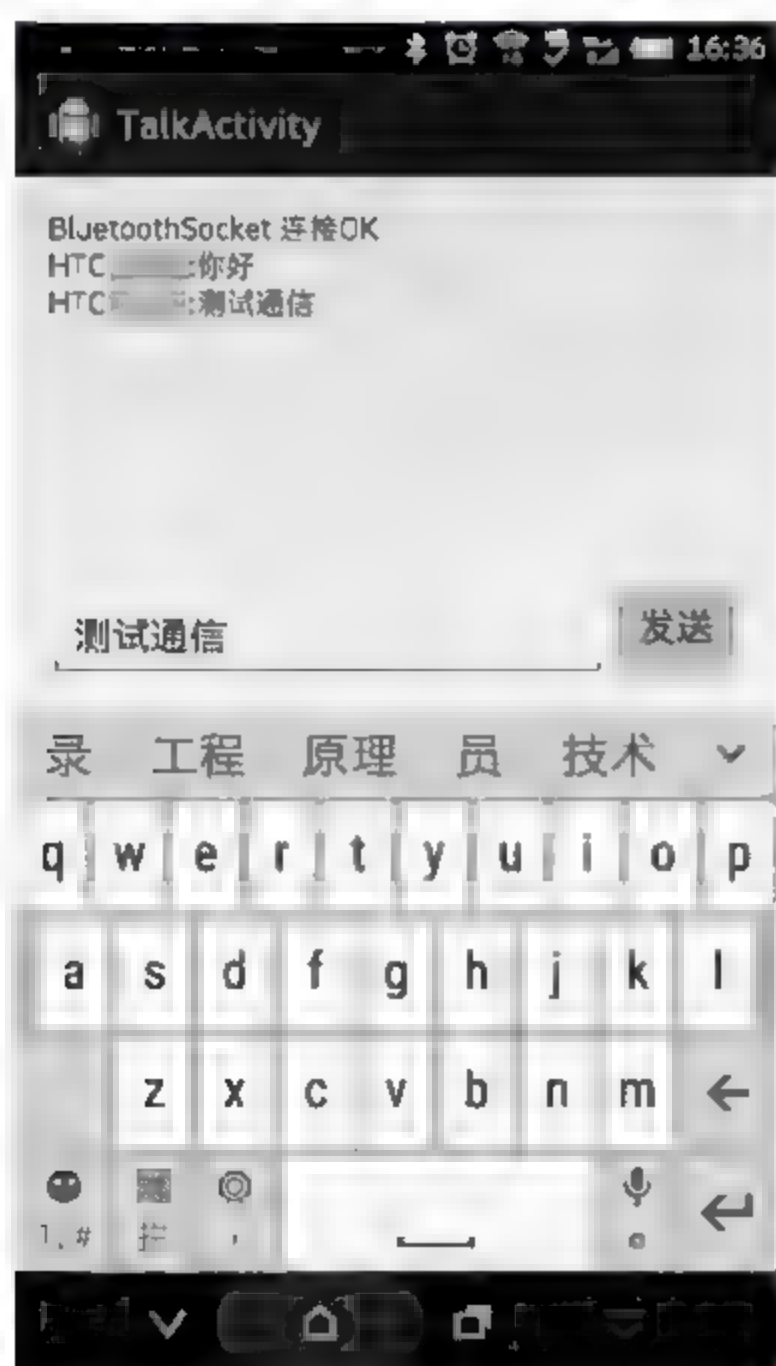 16:36
TalkActivity
BluetoothSocket 连接OK
HTC :你好
HTC :测试通信
测试通信
发送
录 工程 原理 员 技术
q w e r t y u i o p
a s d f g h j k l
z x c v b n m
1, #
拼 ,